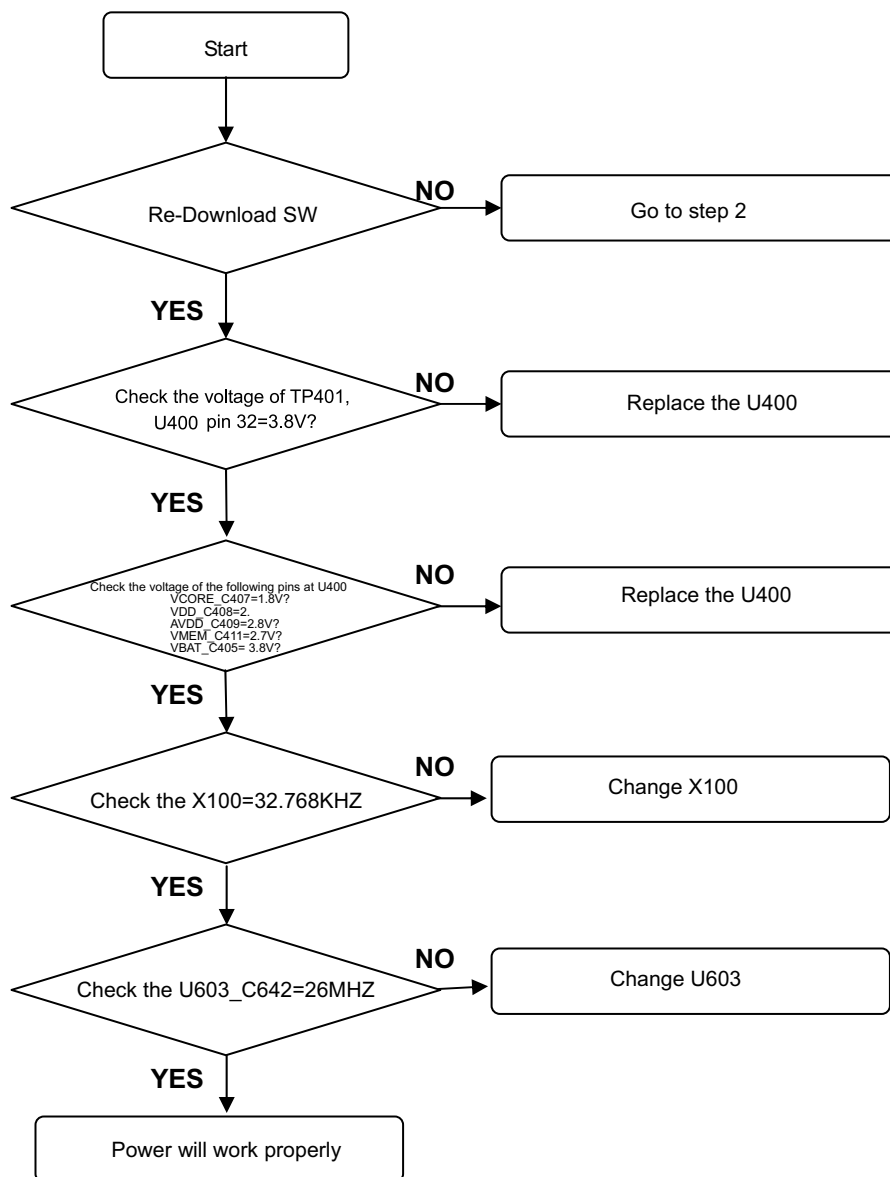 Start
Re-Download SW
NO
Go to step 2
YES
Check the voltage of TP401,
U400 pin 32=3.8V?
NO
Replace the U400
YES
Check the voltage of the following pins at U400
VCORE_C407=1.8V?
VDD_C408=2.
AVDD_C409=2.8V?
VMEM_C411=2.7V?
VBAT_C405= 3.8V?
NO
Replace the U400
YES
Check the X100=32.768KHZ
NO
Change X100
YES
Check the U603_C642=26MHZ
NO
Change U603
YES
Power will work properly